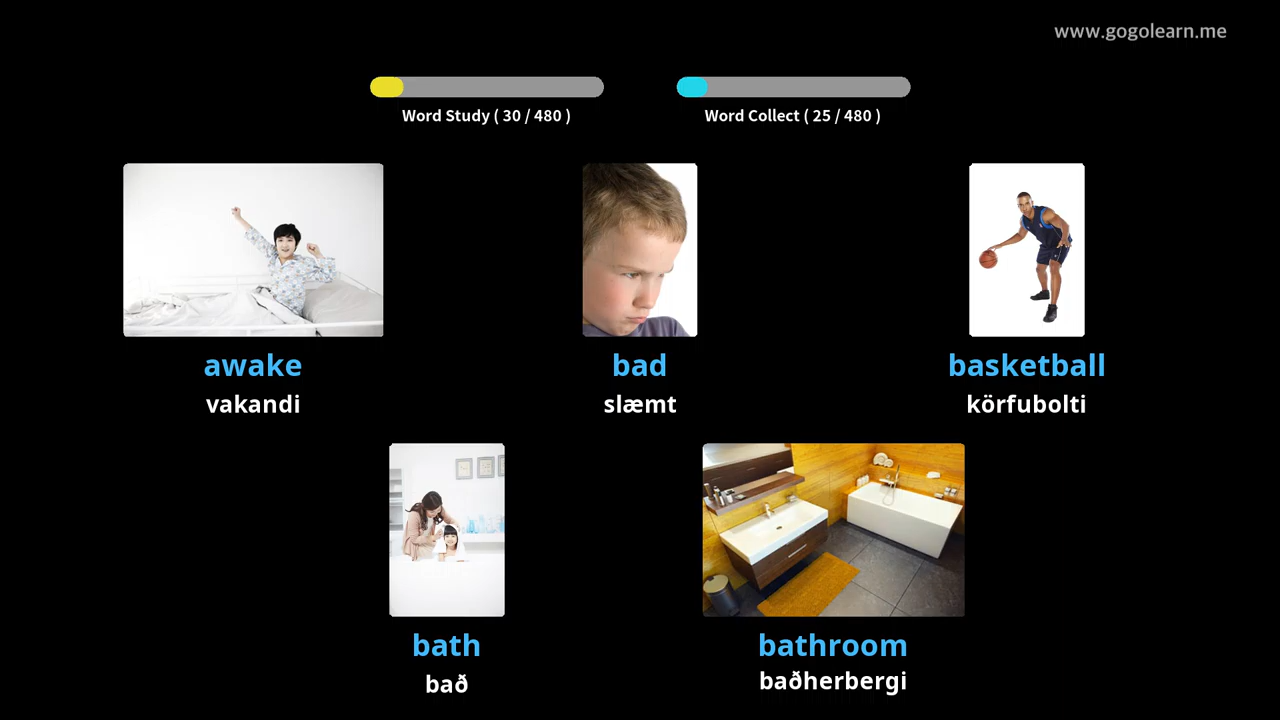 www.gogolearn.me
Word Study ( 30 / 480 )
Word Collect ( 25 / 480 )
awake
vakandi
bad
slæmt
basketball
körfubolti
bath
bað
bathroom
baðherbergi